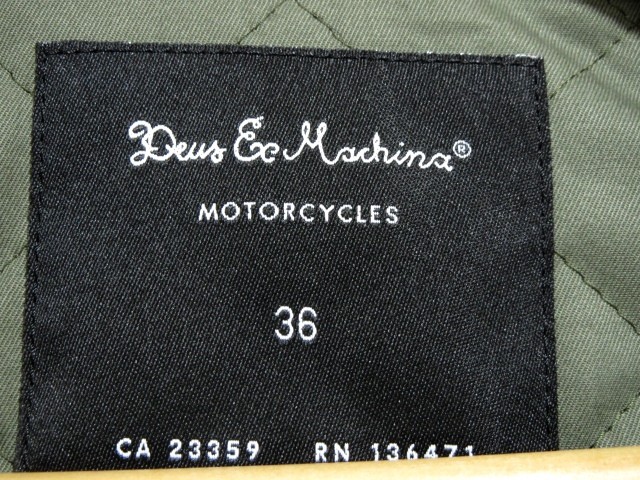 Deus Ex Machina®
MOTORCYCLES
36
CA 23359 RN 136471